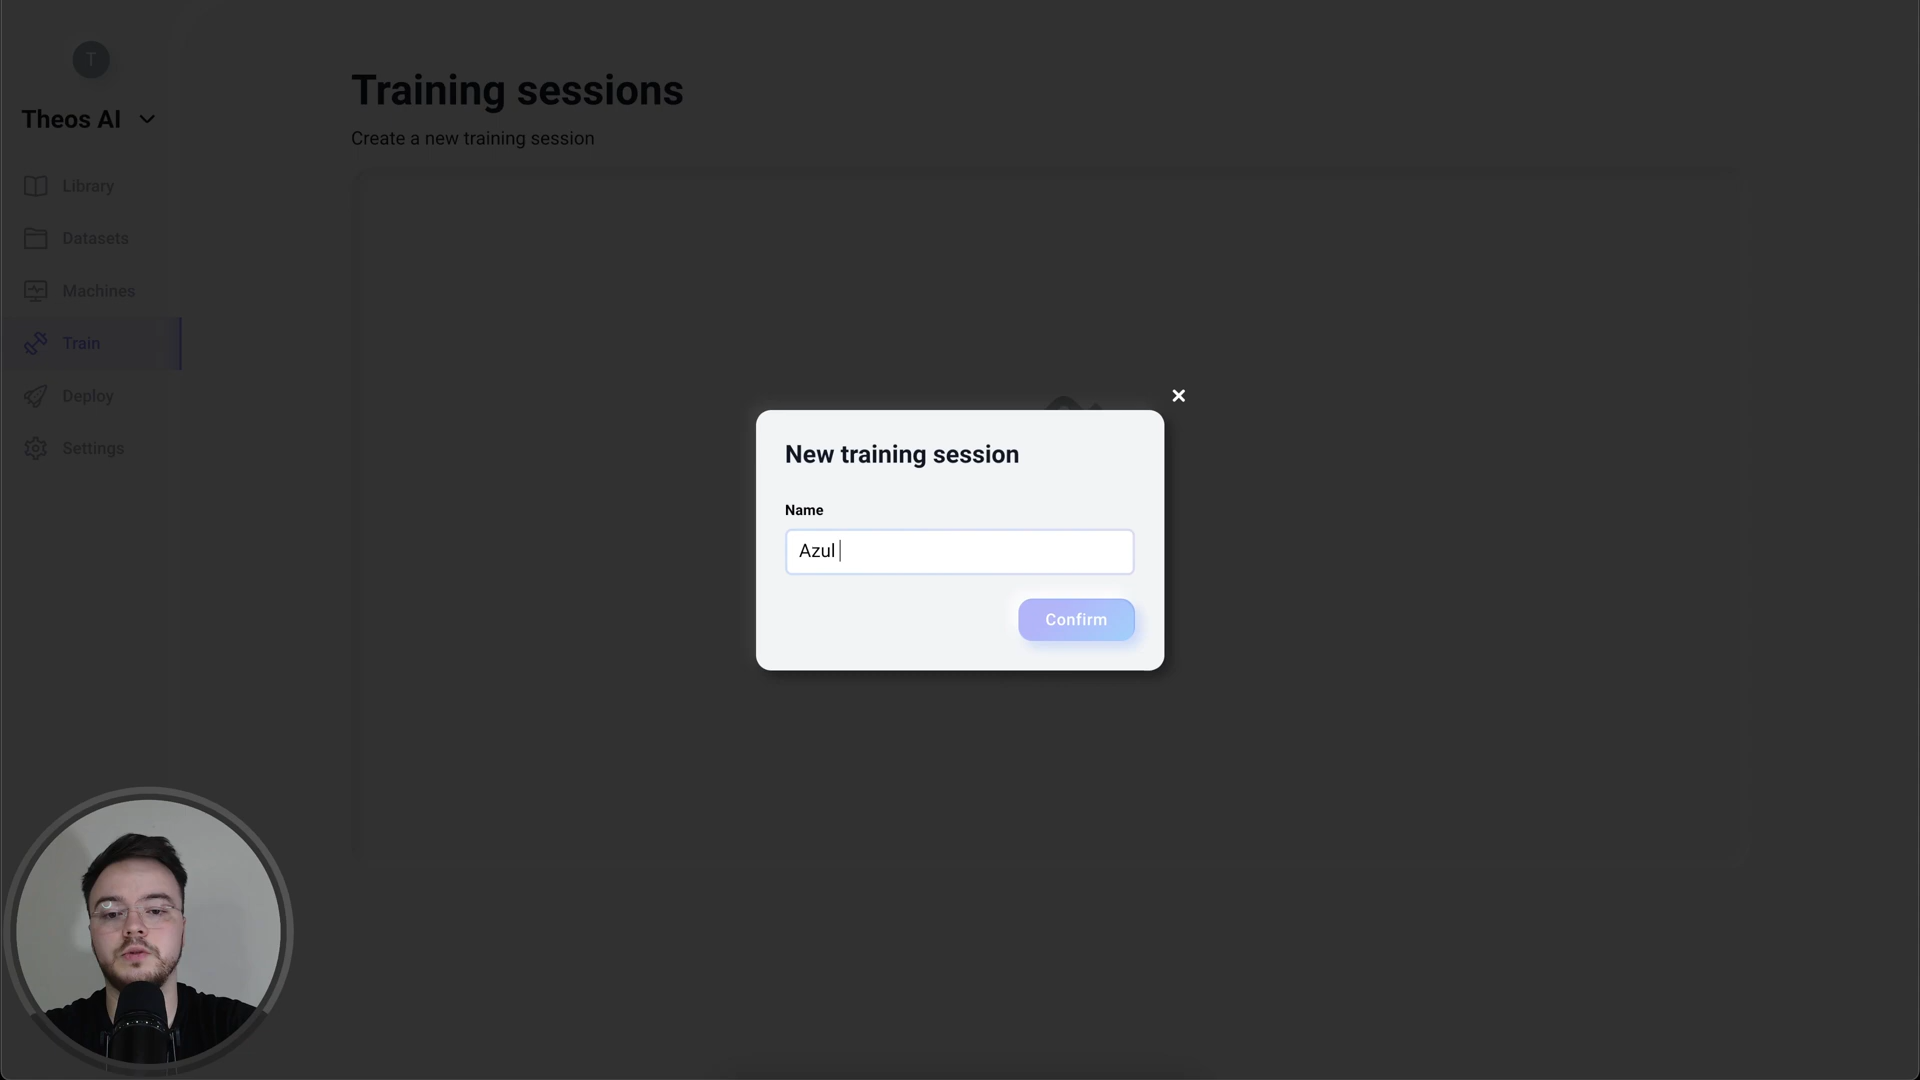 T
Theos AI
Library
Datasets
Machines
Train
Deploy
Settings
Training sessions
Create a new training session
New training session
Name
Azul
Confirm